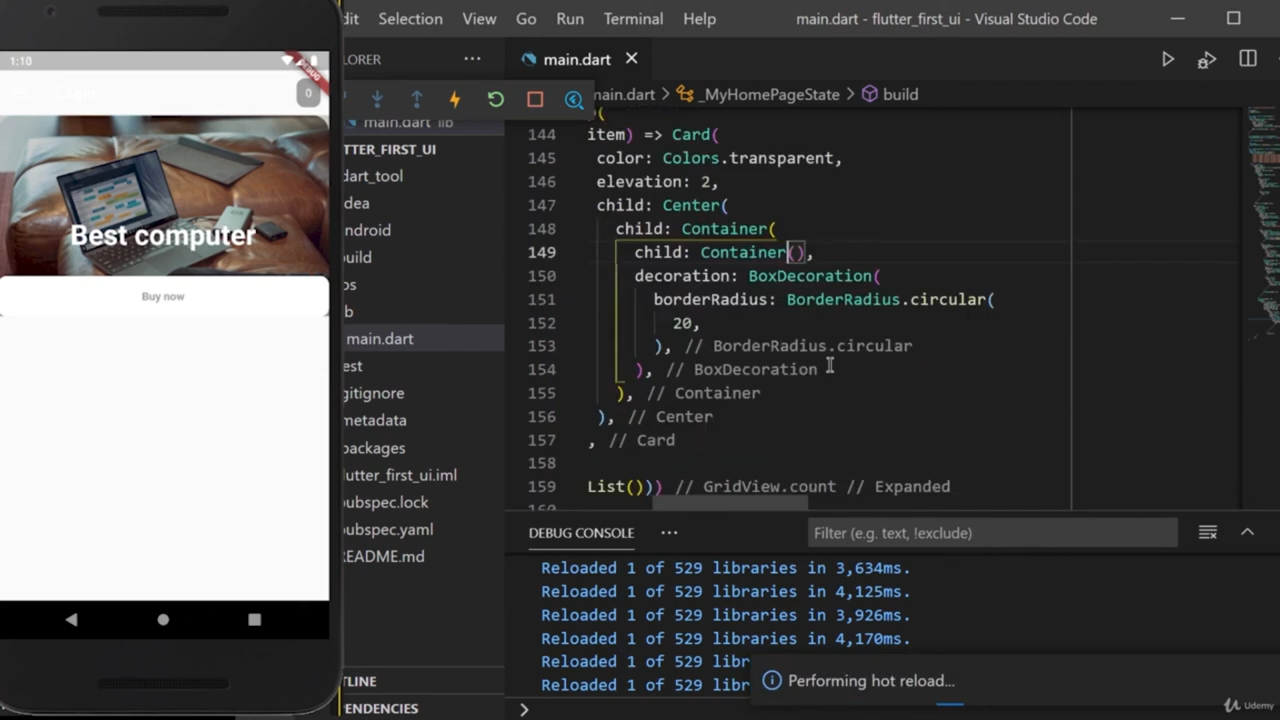 1:10
DEBUG
0
Best computer
Buy now
dit Selection View Go Run Terminal Help main.dart - flutter_first_ui - Visual Studio Code
LORER ...
main.dart ×
main.dart > _MyHomePageState > build
main.dart lib
TTER_FIRST_UI
dart_tool
dea
ndroid
uild
os
b
main.dart
est
gitignore
metadata
packages
lutter_first_ui.iml
ubspec.lock
ubspec.yaml
EADME.md
TLINE
PENDENCIES
144 item) => Card(
145 color: Colors.transparent,
146 elevation: 2,
147 child: Center(
148 child: Container(
149 child: Container(),
150 decoration: BoxDecoration(
151 borderRadius: BorderRadius.circular(
152 20,
153 ), // BorderRadius.circular
154 ), // BoxDecoration
155 ), // Container
156 ), // Center
157 , // Card
158
159 List())) // GridView.count // Expanded
160
DEBUG CONSOLE ... Filter (e.g. text, !exclude)
Reloaded 1 of 529 libraries in 3,634ms.
Reloaded 1 of 529 libraries in 4,125ms.
Reloaded 1 of 529 libraries in 3,926ms.
Reloaded 1 of 529 libraries in 4,170ms.
Reloaded 1 of 529 libr
Reloaded 1 of 529 libr
Performing hot reload...
Udemy